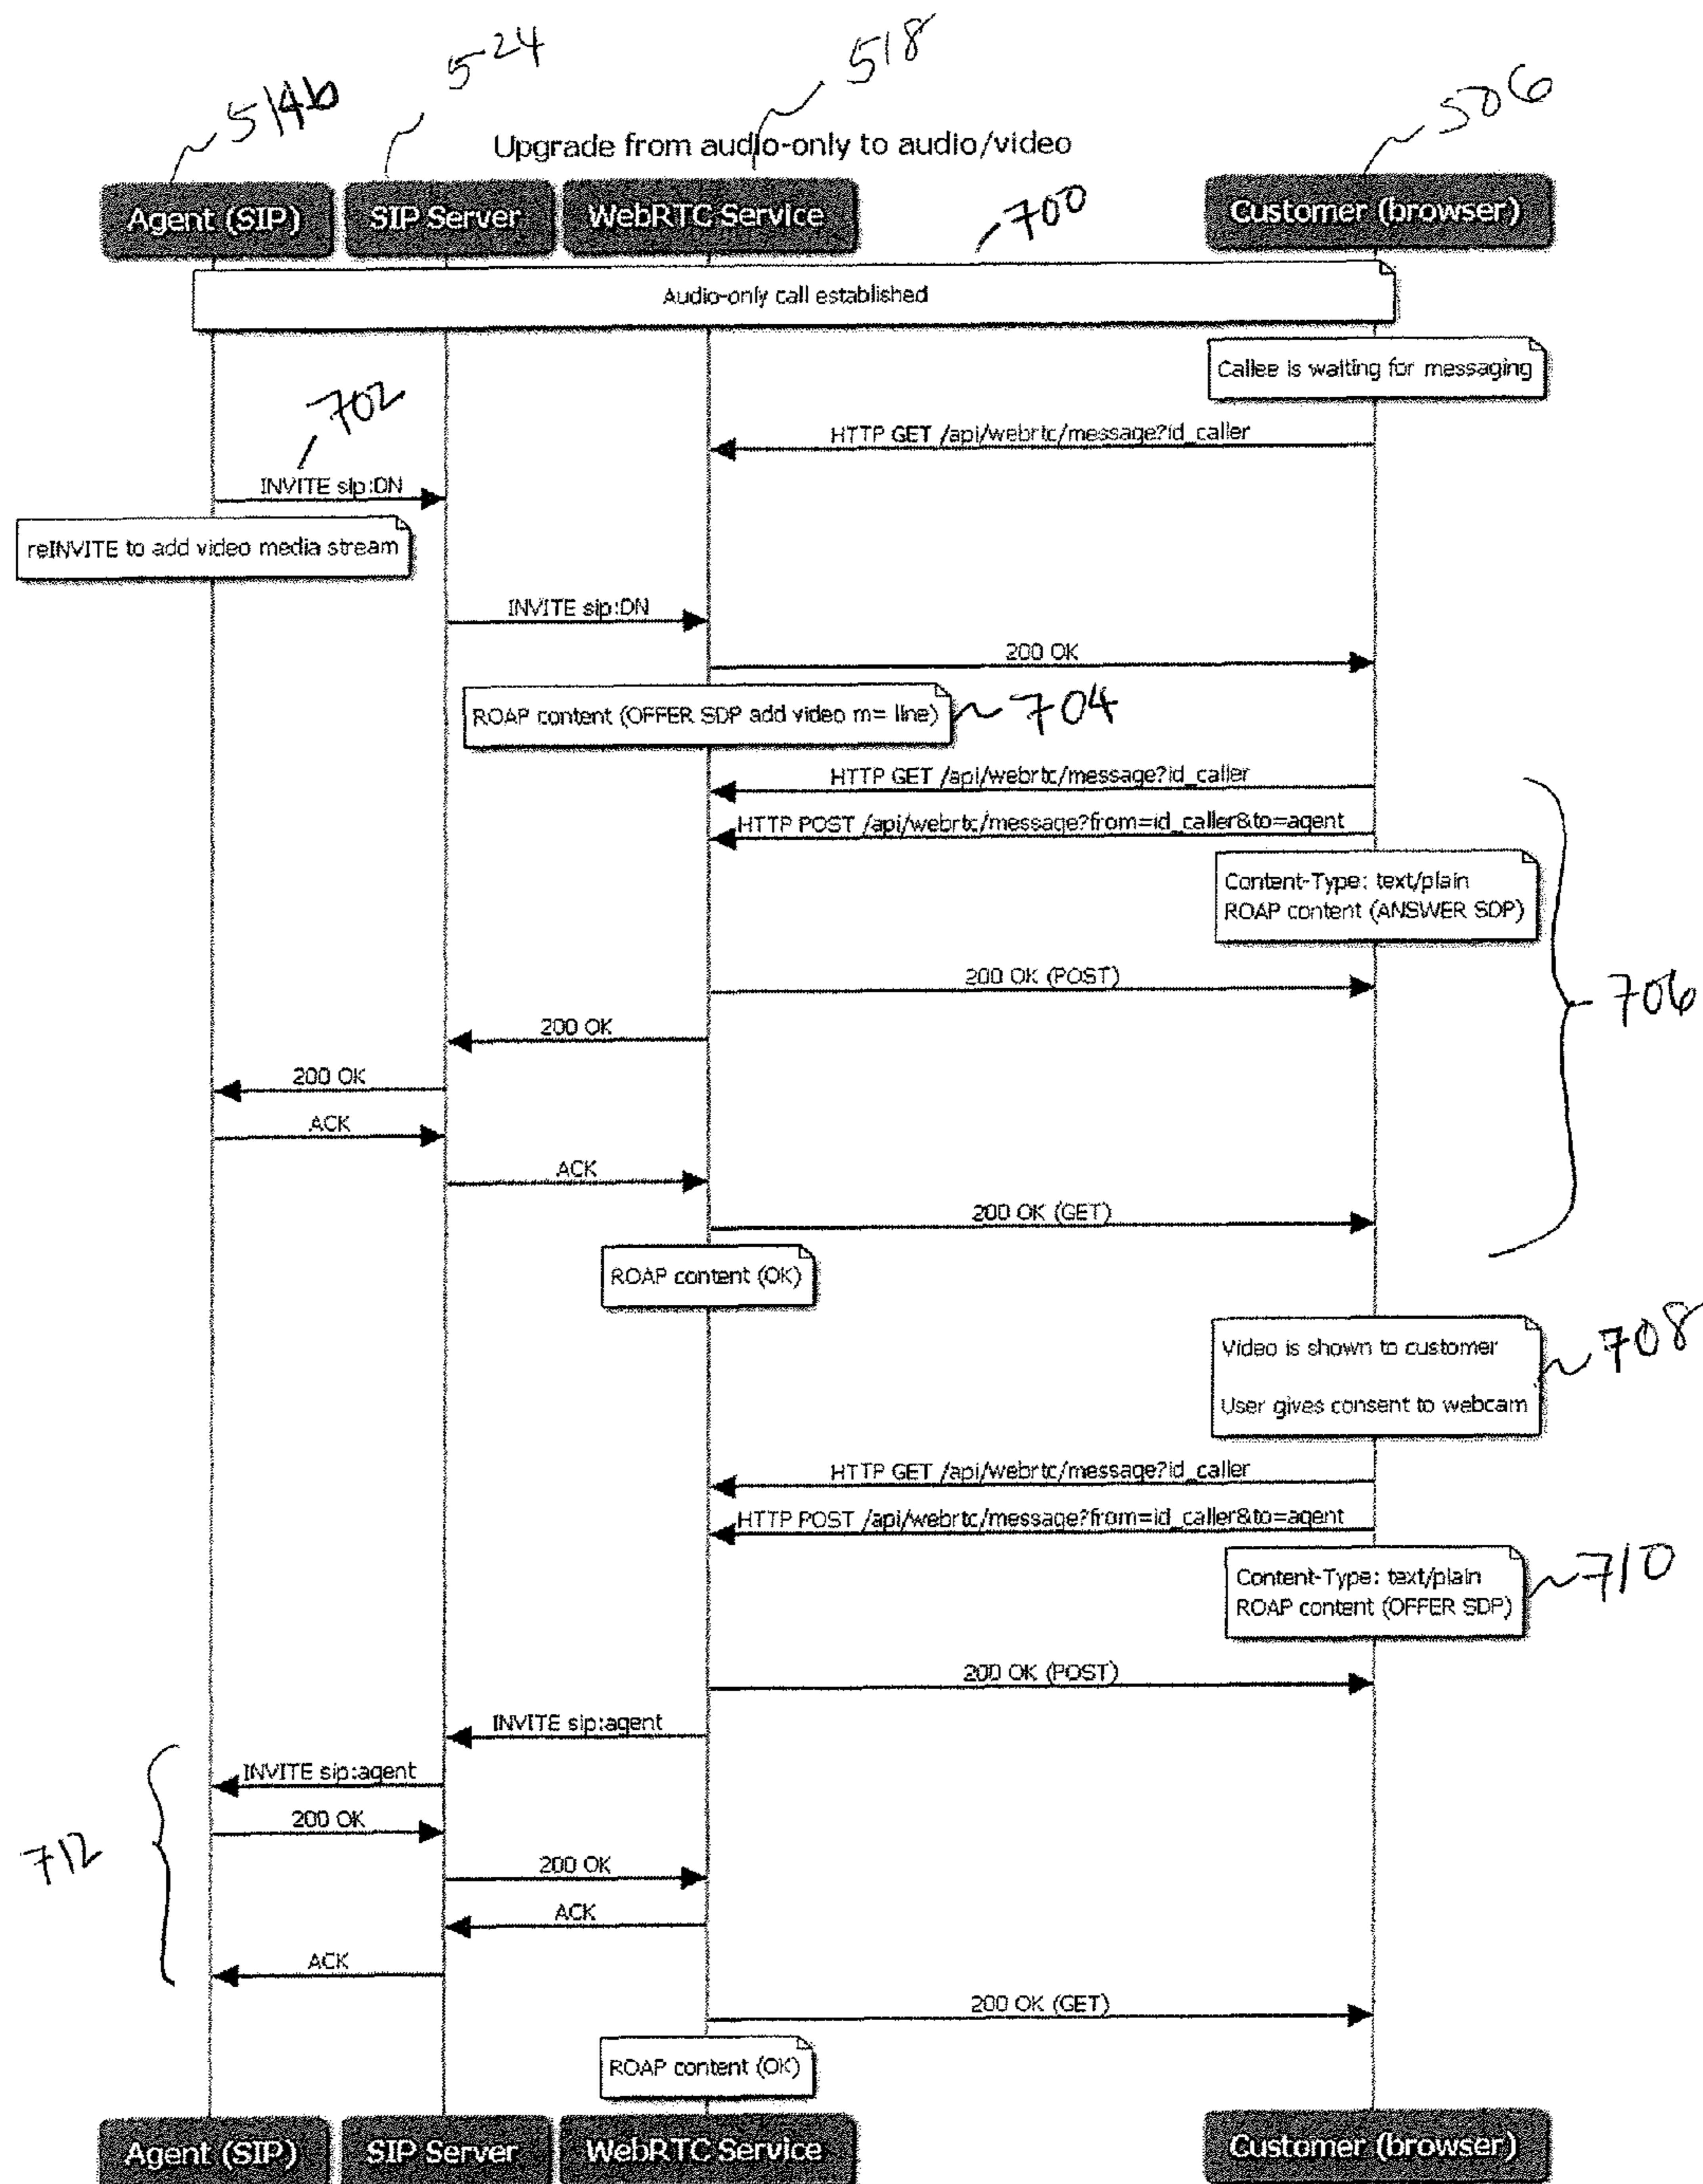 514b
524
518
506
Upgrade from audio-only to audio/video
Agent (SIP)
SIP Server
WebRTC Service
Customer (browser)
700
Audio-only call established
Callee is waiting for messaging
HTTP GET /api/webrtc/message?id_caller
702
INVITE sip:DN
reINVITE to add video media stream
INVITE sip:DN
200 OK
ROAP content (OFFER SDP add video m= line)
704
HTTP GET /api/webrtc/message?id_caller
HTTP POST /api/webrtc/message?from=id_caller&to=agent
Content-Type: text/plain
ROAP content (ANSWER SDP)
200 OK (POST)
706
200 OK
200 OK
ACK
ACK
200 OK (GET)
ROAP content (OK)
Video is shown to customer
User gives consent to webcam
708
HTTP GET /api/webrtc/message?id_caller
HTTP POST /api/webrtc/message?from=id_caller&to=agent
Content-Type: text/plain
ROAP content (OFFER SDP)
710
200 OK (POST)
INVITE sip:agent
INVITE sip:agent
200 OK
712
200 OK
ACK
ACK
200 OK (GET)
ROAP content (OK)
Agent (SIP)
SIP Server
WebRTC Service
Customer (browser)